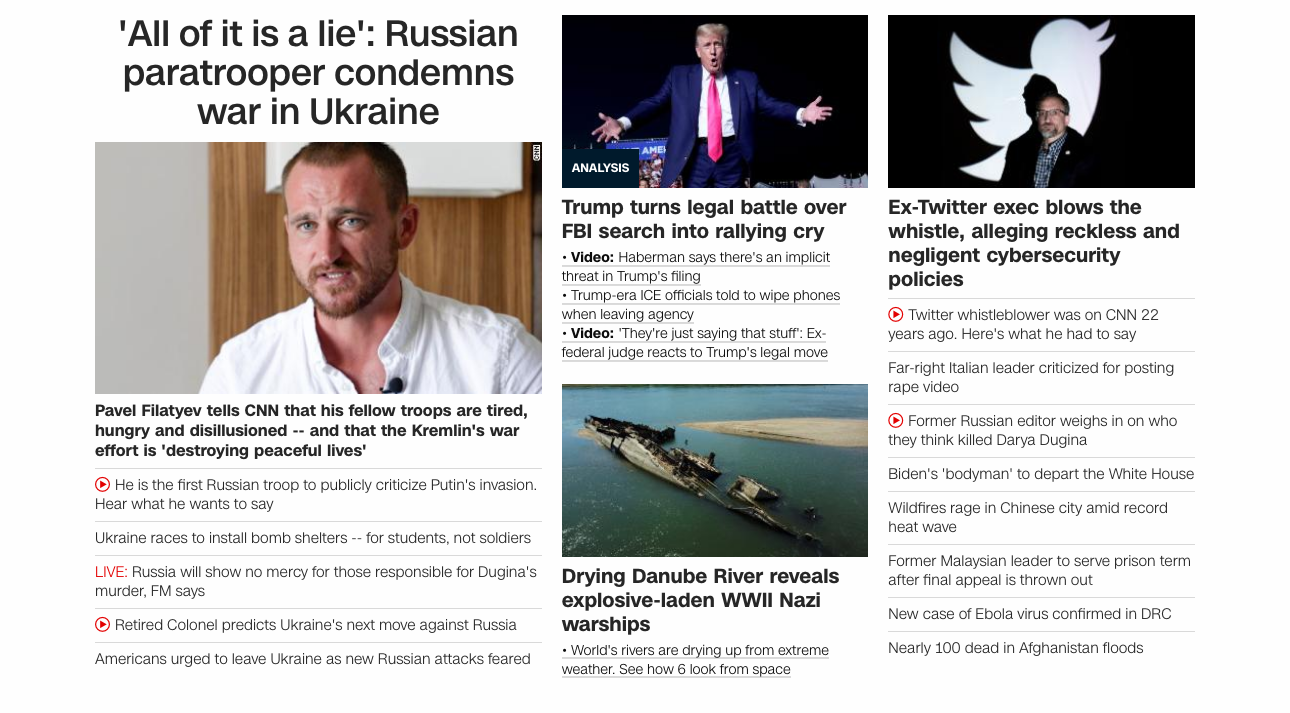 'All of it is a lie': Russian
paratrooper condemns
war in Ukraine
CNN
Pavel Filatyev tells CNN that his fellow troops are tired,
hungry and disillusioned -- and that the Kremlin's war
effort is 'destroying peaceful lives'
He is the first Russian troop to publicly criticize Putin's invasion.
Hear what he wants to say
Ukraine races to install bomb shelters -- for students, not soldiers
LIVE: Russia will show no mercy for those responsible for Dugina's
murder, FM says
Retired Colonel predicts Ukraine's next move against Russia
Americans urged to leave Ukraine as new Russian attacks feared
ANALYSIS
Trump turns legal battle over
FBI search into rallying cry
• Video: Haberman says there's an implicit
threat in Trump's filing
• Trump-era ICE officials told to wipe phones
when leaving agency
• Video: 'They're just saying that stuff': Ex-
federal judge reacts to Trump's legal move
Drying Danube River reveals
explosive-laden WWII Nazi
warships
• World's rivers are drying up from extreme
weather. See how 6 look from space
Ex-Twitter exec blows the
whistle, alleging reckless and
negligent cybersecurity
policies
Twitter whistleblower was on CNN 22
years ago. Here's what he had to say
Far-right Italian leader criticized for posting
rape video
Former Russian editor weighs in on who
they think killed Darya Dugina
Biden's 'bodyman' to depart the White House
Wildfires rage in Chinese city amid record
heat wave
Former Malaysian leader to serve prison term
after final appeal is thrown out
New case of Ebola virus confirmed in DRC
Nearly 100 dead in Afghanistan floods